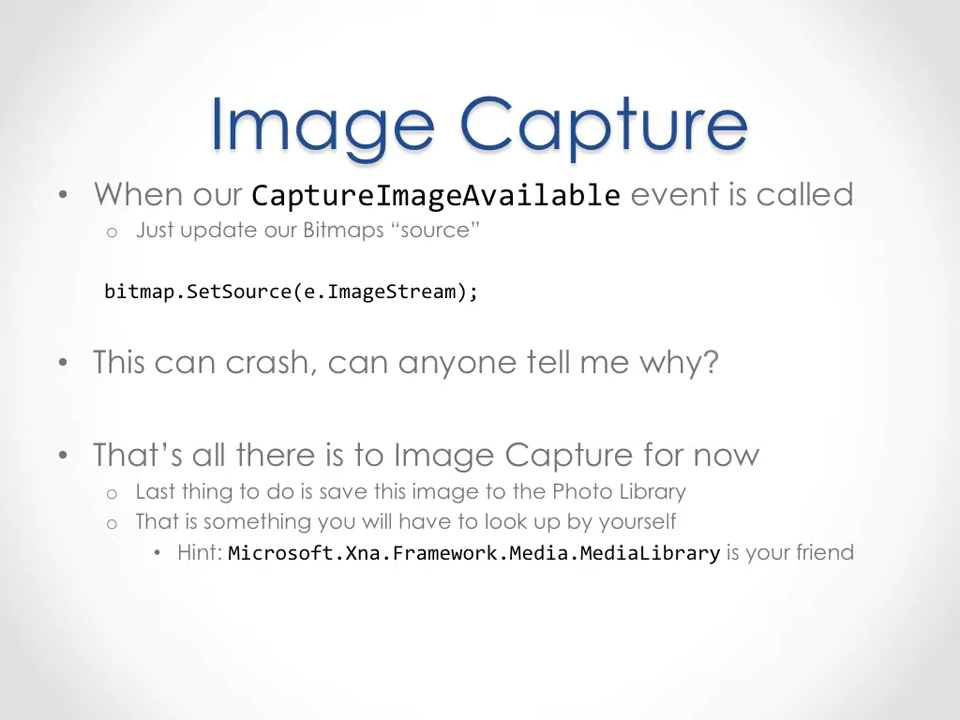 Image Capture
• When our CaptureImageAvailable event is called
o Just update our Bitmaps “source”
bitmap.SetSource(e.ImageStream);
• This can crash, can anyone tell me why?
• That’s all there is to Image Capture for now
o Last thing to do is save this image to the Photo Library
o That is something you will have to look up by yourself
• Hint: Microsoft.Xna.Framework.Media.MediaLibrary is your friend